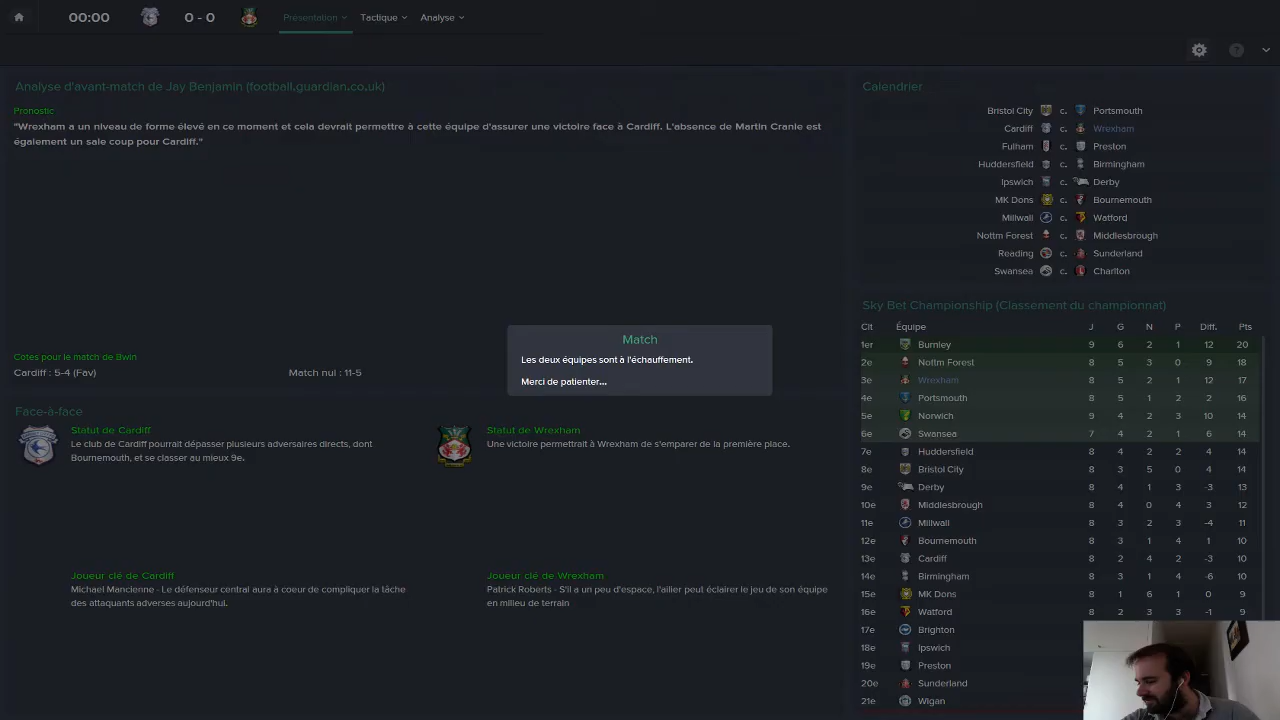 00:00 0 - 0 Présentation Tactique Analyse
?
Analyse d'avant-match de Jay Benjamin (football.guardian.co.uk)
Pronostic
"Wrexham a un niveau de forme élevé en ce moment et cela devrait permettre à cette équipe d'assurer une victoire face à Cardiff. L'absence de Martin Cranie est
également un sale coup pour Cardiff."
Cotes pour le match de Bwin
Cardiff : 5-4 (Fav) Match nul : 11-5
Match
Les deux équipes sont à l'échauffement.
Merci de patienter...
Face-à-face
Statut de Cardiff
Le club de Cardiff pourrait dépasser plusieurs adversaires directs, dont
Bournemouth, et se classer au mieux 9e.
Statut de Wrexham
Une victoire permettrait à Wrexham de s'emparer de la première place.
Joueur clé de Cardiff
Michael Mancienne - Le défenseur central aura à coeur de compliquer la tâche
des attaquants adverses aujourd'hui.
Joueur clé de Wrexham
Patrick Roberts - S'il a un peu d'espace, l'ailier peut éclairer le jeu de son équipe
en milieu de terrain
Calendrier
Bristol City c. Portsmouth
Cardiff c. Wrexham
Fulham c. Preston
Huddersfield c. Birmingham
Ipswich c. Derby
MK Dons c. Bournemouth
Millwall c. Watford
Nottm Forest c. Middlesbrough
Reading c. Sunderland
Swansea c. Charlton
Sky Bet Championship (Classement du championnat)
Clt Équipe J G N P Diff. Pts
1er Burnley 9 6 2 1 12 20
2e Nottm Forest 8 5 3 0 9 18
3e Wrexham 8 5 2 1 12 17
4e Portsmouth 8 5 1 2 2 16
5e Norwich 9 4 2 3 10 14
6e Swansea 7 4 2 1 6 14
7e Huddersfield 8 4 2 2 4 14
8e Bristol City 8 3 5 0 4 14
9e Derby 8 4 1 3 -3 13
10e Middlesbrough 8 4 0 4 3 12
11e Millwall 8 3 2 3 -4 11
12e Bournemouth 8 3 1 4 1 10
13e Cardiff 8 2 4 2 -3 10
14e Birmingham 8 3 1 4 -6 10
15e MK Dons 8 1 6 1 0 9
16e Watford 8 2 3 3 -1 9
17e Brighton
18e Ipswich
19e Preston
20e Sunderland
21e Wigan